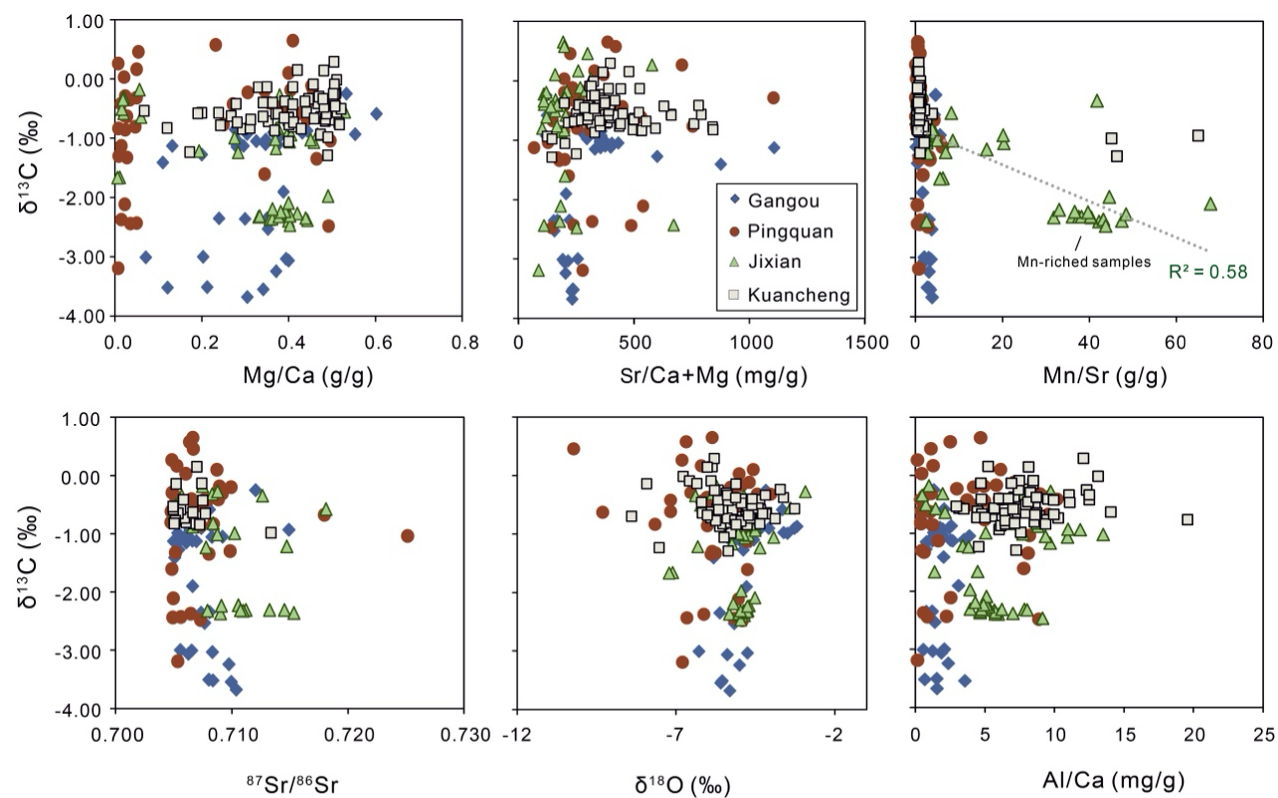 1.00
0.00
-1.00
-2.00
-3.00
-4.00
δ¹³C (‰)
0.0 0.2 0.4 0.6 0.8
Mg/Ca (g/g)
Gangou
Pingquan
Jixian
Kuancheng
0 500 1000 1500
Sr/Ca+Mg (mg/g)
Mn-riched samples
R² = 0.58
0 20 40 60 80
Mn/Sr (g/g)
1.00
0.00
-1.00
-2.00
-3.00
-4.00
δ¹³C (‰)
0.700 0.710 0.720 0.730
⁸⁷Sr/⁸⁶Sr
-12 -7 -2
δ¹⁸O (‰)
0 5 10 15 20 25
Al/Ca (mg/g)